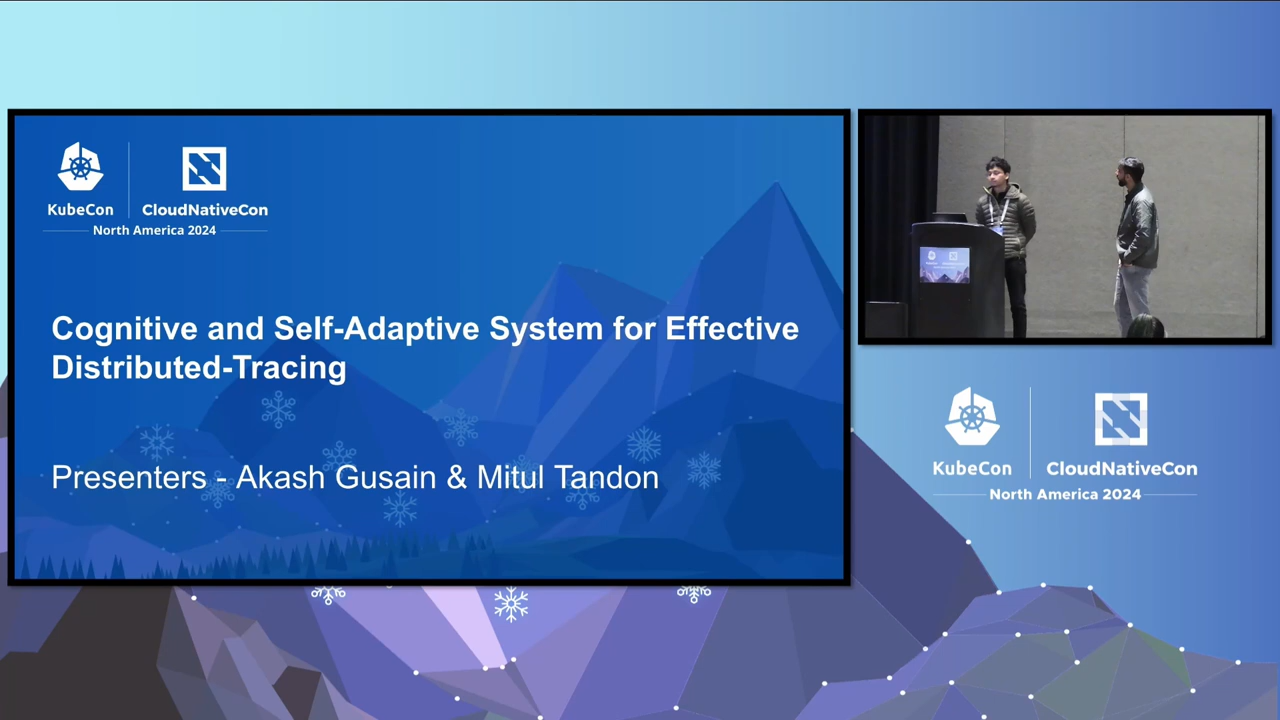 KubeCon
CloudNativeCon
North America 2024
Cognitive and Self-Adaptive System for Effective
Distributed-Tracing
Presenters - Akash Gusain & Mitul Tandon
KubeCon
CloudNativeCon
North America 2024